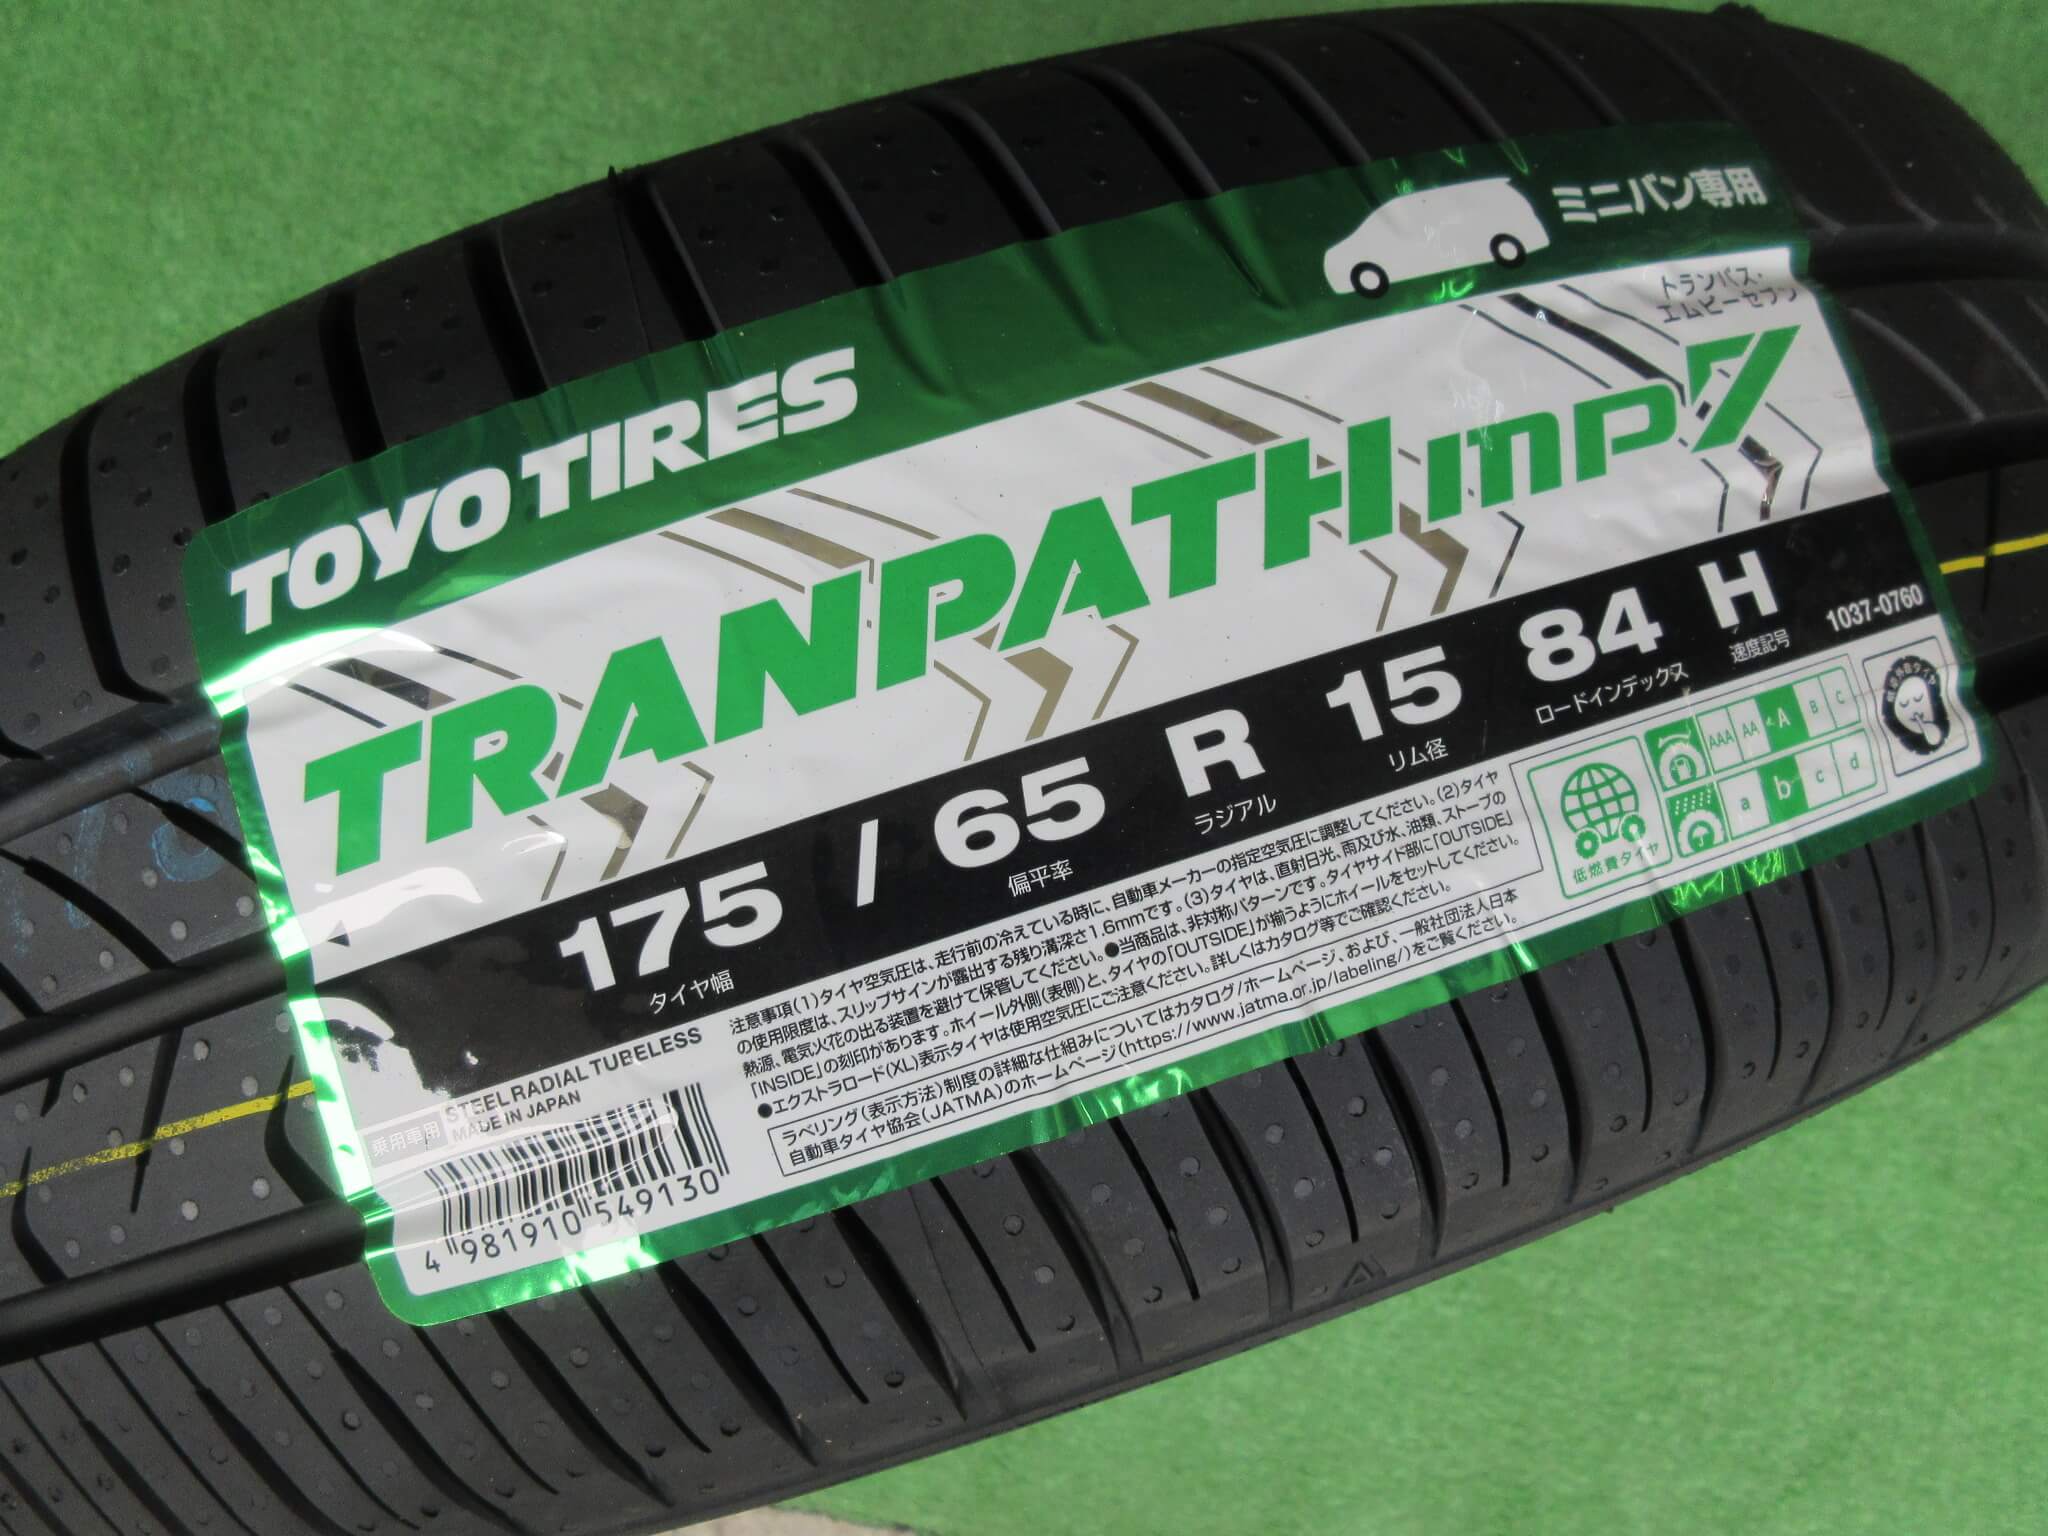 ミニバン専用
TOYO TIRES
トランパス・
エムピーセブン
TRANPATH mp7
175 / 65 R 15 84 H
タイヤ幅 偏平率 ラジアル リム径 ロードインデックス 速度記号
1037-0760
注意事項(1)タイヤ空気圧は、走行前の冷えている時に、自動車メーカーの指定空気圧に調整してください。(2)タイヤ
の使用限度は、スリップサインが露出する残り溝深さ1.6mmです。(3)タイヤは、直射日光、雨及び水、油類、ストーブの
熱源、電気火花の出る装置を避けて保管してください。●当商品は、非対称パターンです。タイヤサイド部に「OUTSIDE」
「INSIDE」の刻印があります。ホイール外側(表側)と、タイヤの「OUTSIDE」が揃うようにホイールをセットしてください。
●エクストラロード(XL)表示タイヤは使用空気圧にご注意ください。詳しくはカタログ等でご確認ください。
ラベリング(表示方法)制度の詳細な仕組みについてはカタログ/ホームページ、および、一般社団法人日本
自動車タイヤ協会(JATMA)のホームページ(https://www.jatma.or.jp/labeling/)をご覧ください。
低燃費タイヤ
AAA AA A B C
a b c d
低車外音タイヤ
乗用車用
STEEL RADIAL TUBELESS
MADE IN JAPAN
4 981910 549130